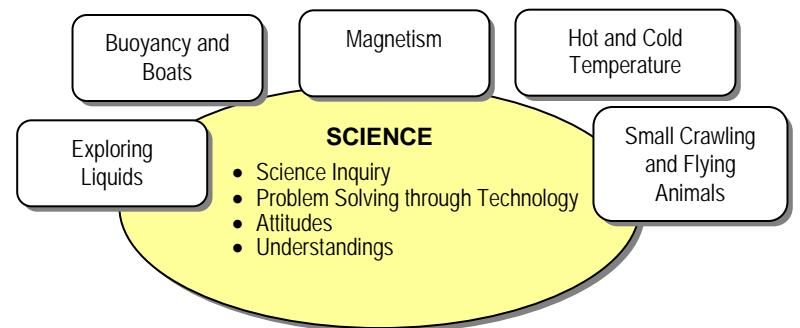 Buoyancy and
Boats
Magnetism
Hot and Cold
Temperature
Exploring
Liquids
Small Crawling
and Flying
Animals
SCIENCE
• Science Inquiry
• Problem Solving through Technology
• Attitudes
• Understandings